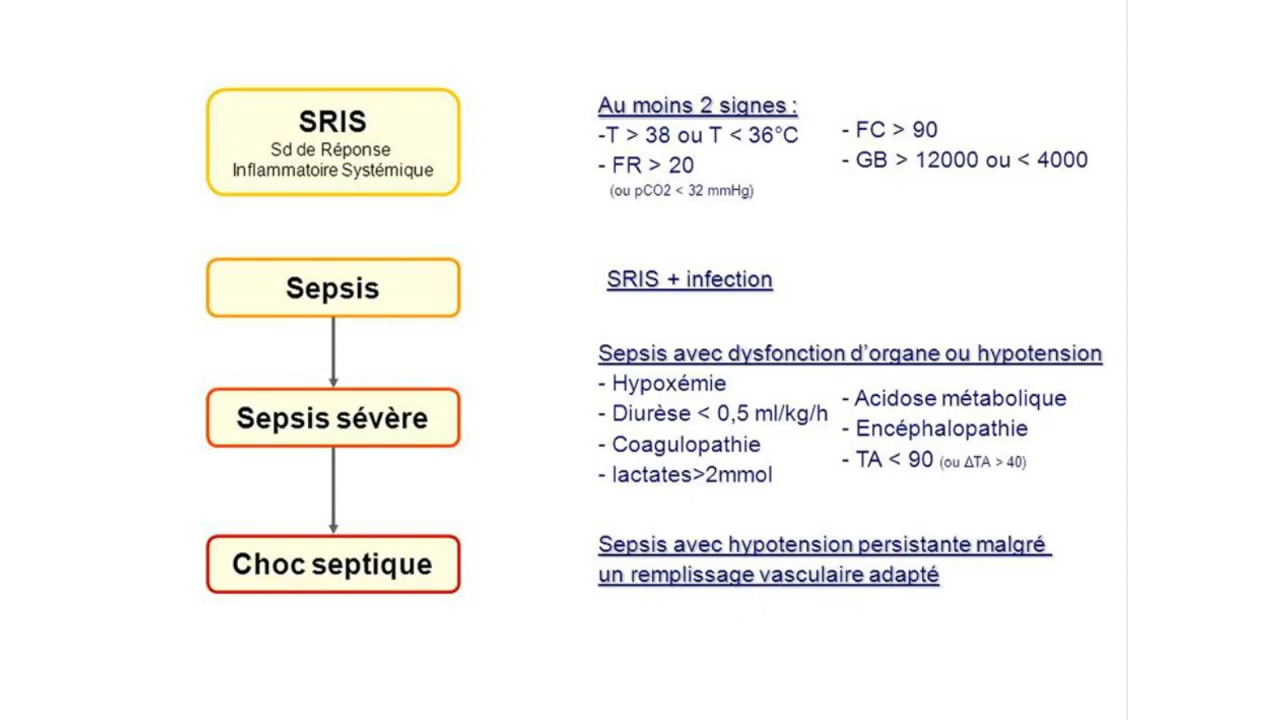 SRIS
Sd de Réponse
Inflammatoire Systémique
Au moins 2 signes :
-T > 38 ou T < 36°C
- FR > 20
(ou pCO2 < 32 mmHg)
- FC > 90
- GB > 12000 ou < 4000
Sepsis
SRIS + infection
Sepsis sévère
Sepsis avec dysfonction d'organe ou hypotension
- Hypoxémie
- Diurèse < 0,5 ml/kg/h
- Coagulopathie
- lactates>2mmol
- Acidose métabolique
- Encéphalopathie
- TA < 90 (ou ΔTA > 40)
Choc septique
Sepsis avec hypotension persistante malgré
un remplissage vasculaire adapté